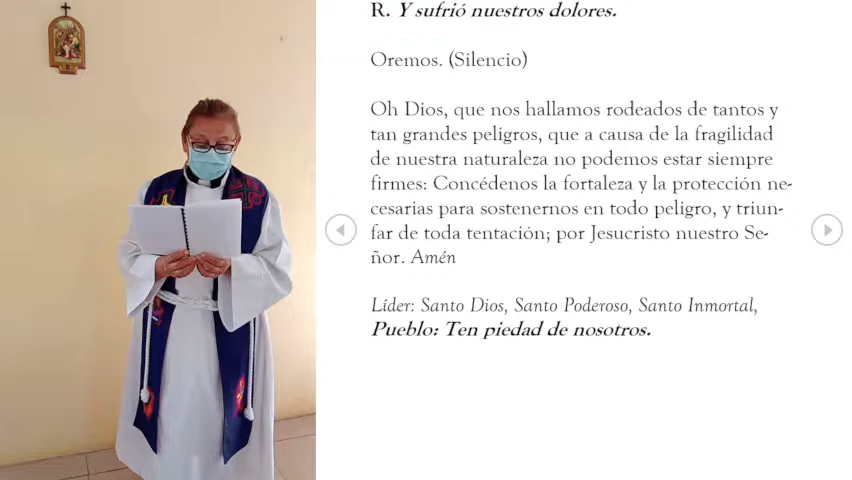 R. Y sufrió nuestros dolores.
Oremos. (Silencio)
Oh Dios, que nos hallamos rodeados de tantos y
tan grandes peligros, que a causa de la fragilidad
de nuestra naturaleza no podemos estar siempre
firmes: Concédenos la fortaleza y la protección ne-
cesarias para sostenernos en todo peligro, y triun-
far de toda tentación; por Jesucristo nuestro Se-
ñor. Amén
Líder: Santo Dios, Santo Poderoso, Santo Inmortal,
Pueblo: Ten piedad de nosotros.